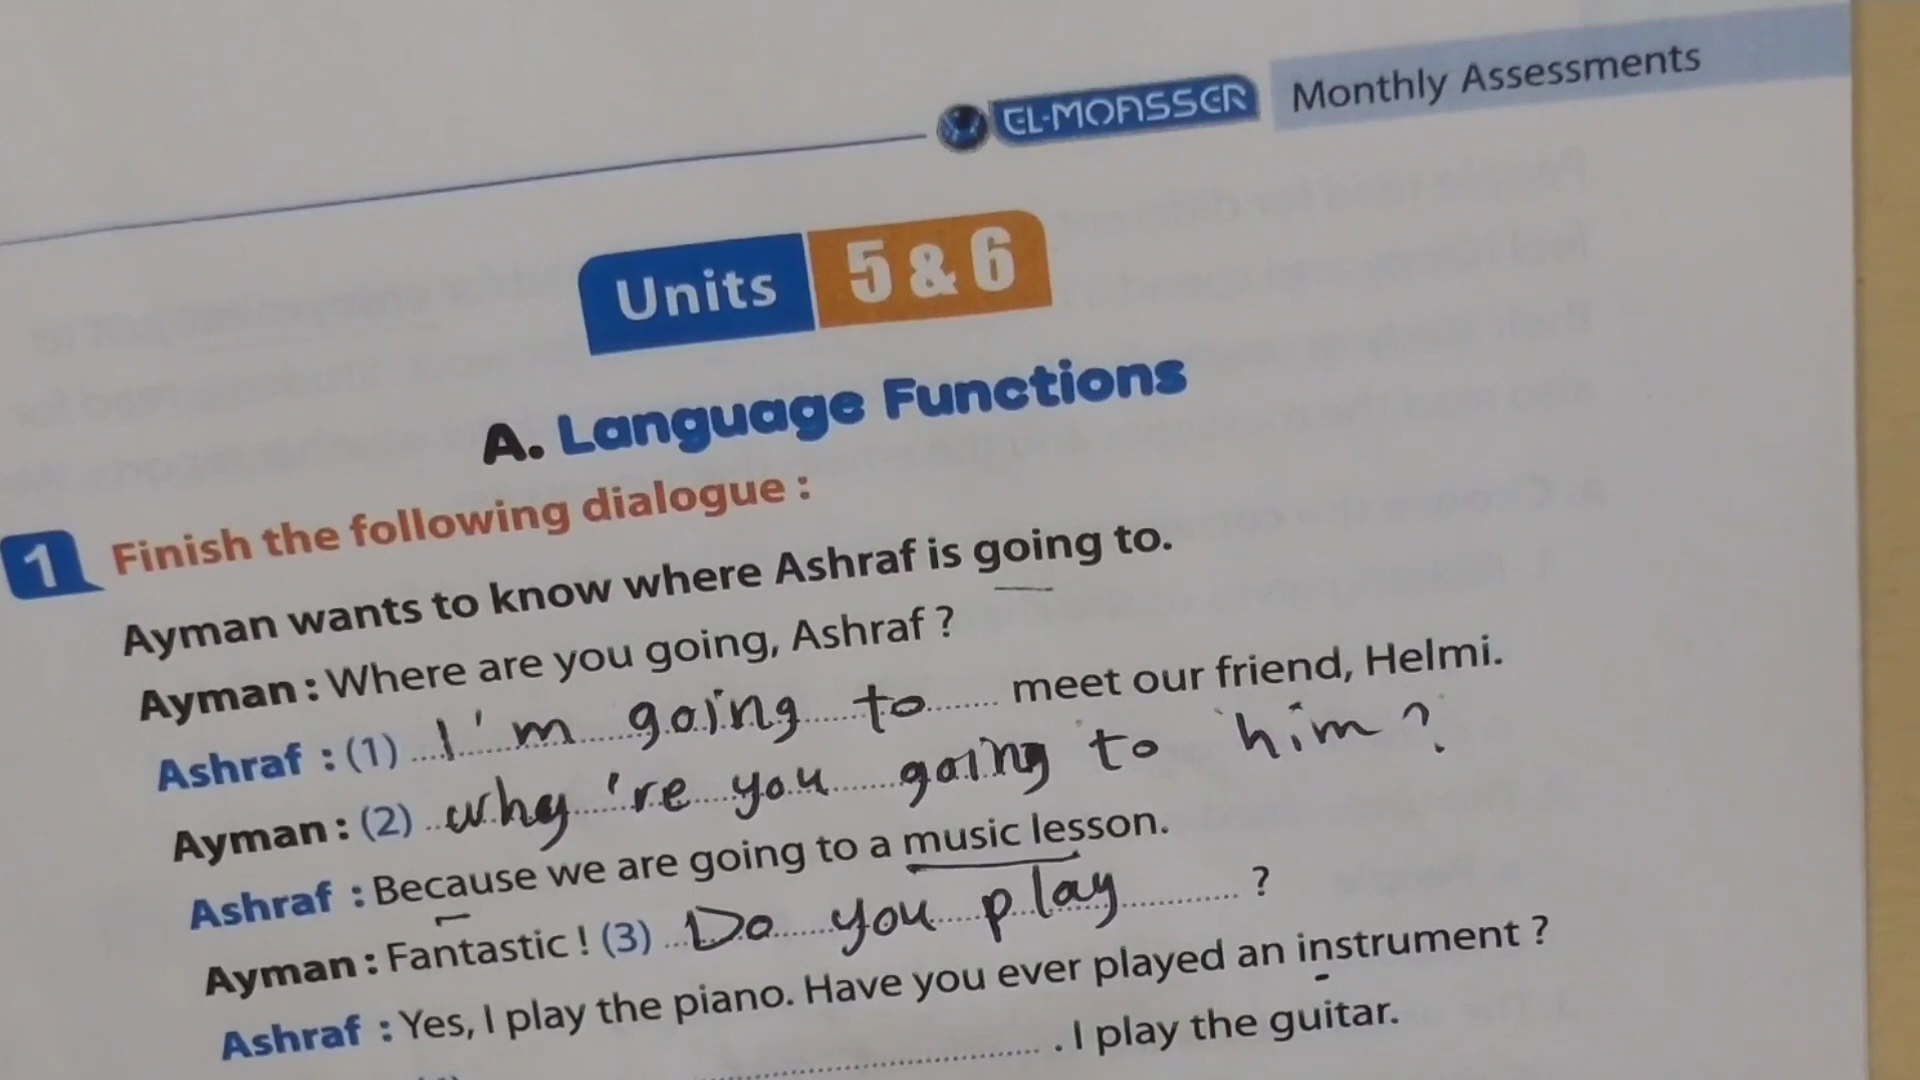 EL-MOASSER Monthly Assessments
Units 5 & 6
A. Language Functions
1 Finish the following dialogue :
Ayman wants to know where Ashraf is going to.
Ayman : Where are you going, Ashraf ?
Ashraf : (1) I'm going to meet our friend, Helmi.
Ayman : (2) why 're you going to him ?
Ashraf : Because we are going to a music lesson.
Ayman : Fantastic ! (3) Do you play ?
Ashraf : Yes, I play the piano. Have you ever played an instrument ?
. I play the guitar.